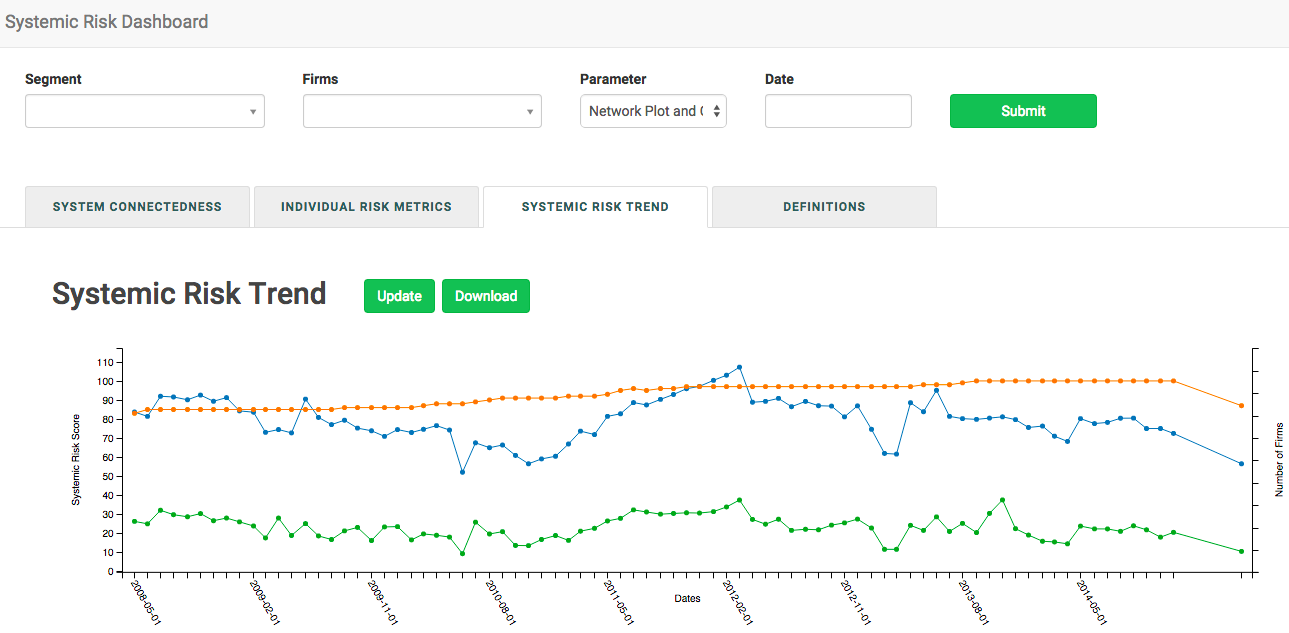 Systemic Risk Dashboard
Segment Firms Parameter Date
Network Plot and C Submit
SYSTEM CONNECTEDNESS INDIVIDUAL RISK METRICS SYSTEMIC RISK TREND DEFINITIONS
Systemic Risk Trend Update Download
110
100
90
80
70
60
50
40
30
20
10
0
Systemic Risk Score
Number of Firms
2008-05-01 2009-02-01 2009-11-01 2010-08-01 2011-05-01 2012-02-01 2012-11-01 2013-08-01 2014-05-01
Dates